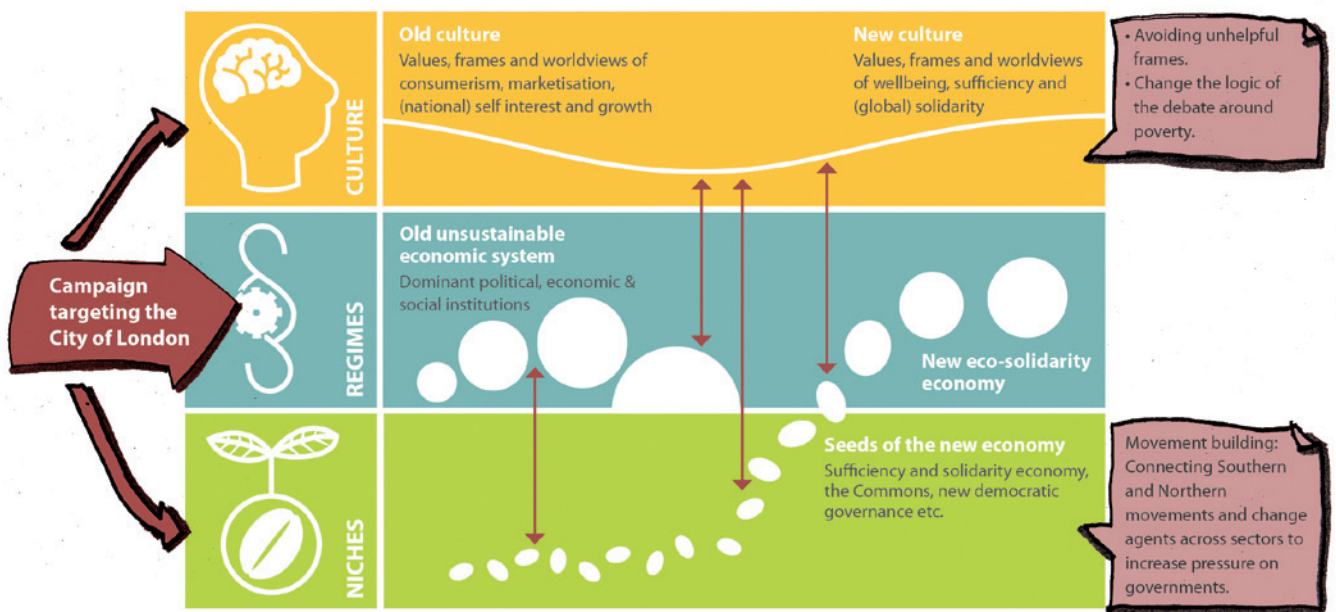 Campaign
targeting the
City of London
CULTURE
Old culture
Values, frames and worldviews of
consumerism, marketisation,
(national) self interest and growth
New culture
Values, frames and worldviews
of wellbeing, sufficiency and
(global) solidarity
• Avoiding unhelpful
frames.
• Change the logic of
the debate around
poverty.
REGIMES
Old unsustainable
economic system
Dominant political, economic &
social institutions
New eco-solidarity
economy
NICHES
Seeds of the new economy
Sufficiency and solidarity economy,
the Commons, new democratic
governance etc.
Movement building:
Connecting Southern
and Northern
movements and change
agents across sectors to
increase pressure on
governments.